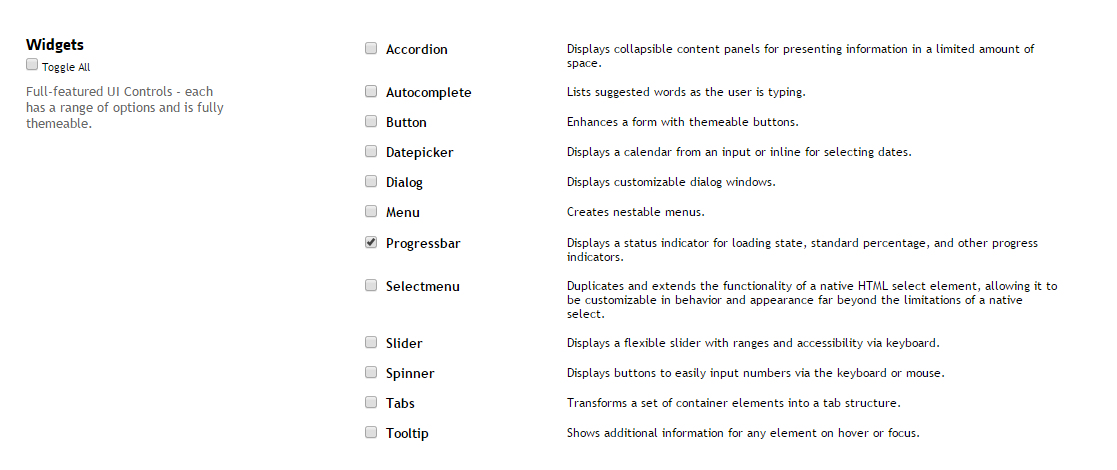 Widgets
Toggle All
Full-featured UI Controls - each
has a range of options and is fully
themeable.
Accordion
Displays collapsible content panels for presenting information in a limited amount of
space.
Autocomplete
Lists suggested words as the user is typing.
Button
Enhances a form with themeable buttons.
Datepicker
Displays a calendar from an input or inline for selecting dates.
Dialog
Displays customizable dialog windows.
Menu
Creates nestable menus.
Progressbar
Displays a status indicator for loading state, standard percentage, and other progress
indicators.
Selectmenu
Duplicates and extends the functionality of a native HTML select element, allowing it to
be customizable in behavior and appearance far beyond the limitations of a native
select.
Slider
Displays a flexible slider with ranges and accessibility via keyboard.
Spinner
Displays buttons to easily input numbers via the keyboard or mouse.
Tabs
Transforms a set of container elements into a tab structure.
Tooltip
Shows additional information for any element on hover or focus.